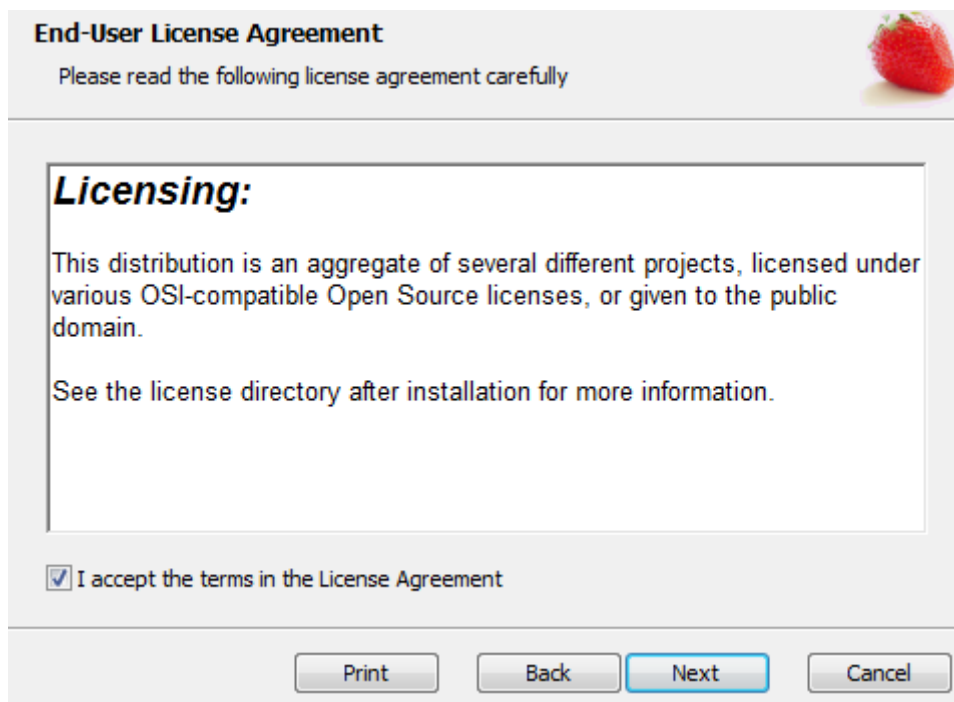 End-User License Agreement
Please read the following license agreement carefully
Licensing:
This distribution is an aggregate of several different projects, licensed under
various OSI-compatible Open Source licenses, or given to the public
domain.
See the license directory after installation for more information.
I accept the terms in the License Agreement
Print Back Next Cancel